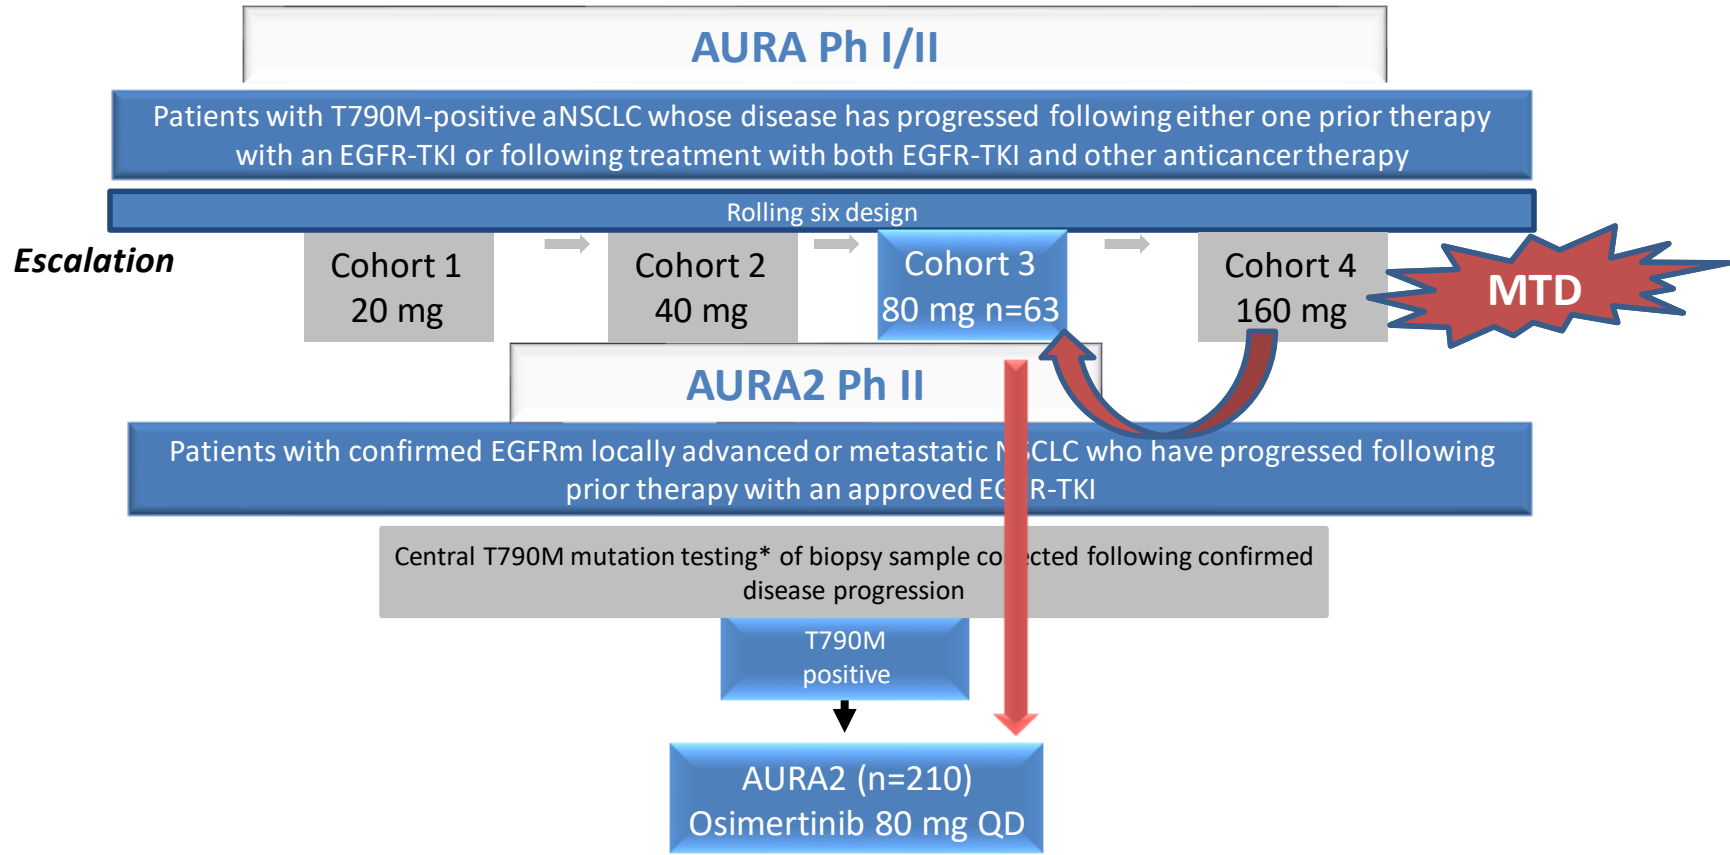 AURA Ph I/II
Patients with T790M-positive aNSCLC whose disease has progressed following either one prior therapy
with an EGFR-TKI or following treatment with both EGFR-TKI and other anticancer therapy
Rolling six design
Escalation
Cohort 1
20 mg
Cohort 2
40 mg
Cohort 3
80 mg n=63
Cohort 4
160 mg
MTD
AURA2 Ph II
Patients with confirmed EGFRm locally advanced or metastatic NSCLC who have progressed following
prior therapy with an approved EGFR-TKI
Central T790M mutation testing* of biopsy sample collected following confirmed
disease progression
T790M
positive
AURA2 (n=210)
Osimertinib 80 mg QD